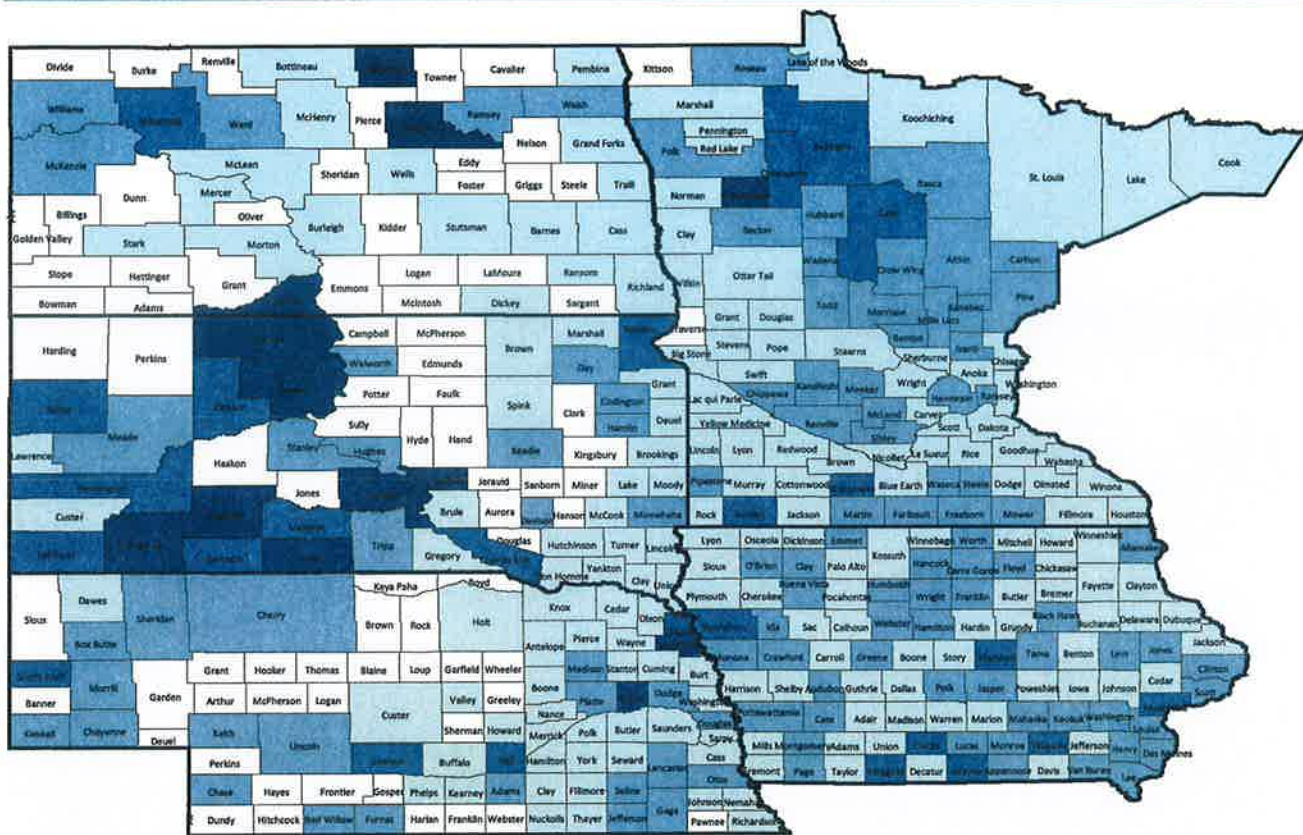 Divide
Burke
Renville
Bottineau
Towner
Cavalier
Pembina
Kittson
Roseau
Lake of the Woods
Williams
Ward
McHenry
Pierce
Ramsey
Walsh
Marshall
Koochiching
McKenzie
McLean
Nelson
Grand Forks
Polk
Pennington
Red Lake
Beltrami
Cook
Dunn
Mercer
Sheridan
Wells
Eddy
Foster
Griggs
Steele
Traill
Norman
Itasca
St. Louis
Lake
Billings
Oliver
Golden Valley
Stark
Morton
Burleigh
Kidder
Stutsman
Barnes
Cass
Clay
Becker
Hubbard
Cass
Slope
Hettinger
Grant
Emmons
Logan
LaMoure
Ransom
Richland
Wilkin
Otter Tail
Wadena
Crow Wing
Aitkin
Carlton
Bowman
Adams
McIntosh
Dickey
Sargent
Todd
Morrison
Mille Lacs
Kanabec
Pine
Harding
Perkins
Campbell
McPherson
Brown
Marshall
Traverse
Grant
Douglas
Walworth
Edmunds
Day
Big Stone
Stevens
Pope
Stearns
Benton
Isanti
Sherburne
Chisago
Potter
Faulk
Grant
Swift
Kandiyohi
Meeker
Wright
Anoka
Washington
Butte
Meade
Sully
Hyde
Hand
Spink
Clark
Codington
Hamlin
Deuel
Lac qui Parle
Chippewa
McLeod
Carver
Hennepin
Ramsey
Lawrence
Haakon
Stanley
Hughes
Beadle
Kingsbury
Brookings
Yellow Medicine
Renville
Sibley
Scott
Dakota
Lincoln
Lyon
Redwood
Brown
Nicollet
Le Sueur
Rice
Goodhue
Wabasha
Custer
Jones
Jerauld
Sanborn
Miner
Lake
Moody
Pipestone
Murray
Cottonwood
Blue Earth
Waseca
Steele
Dodge
Olmsted
Winona
Brule
Aurora
Hanson
McCook
Minnehaha
Rock
Jackson
Martin
Faribault
Freeborn
Mower
Fillmore
Houston
Tripp
Gregory
Douglas
Hutchinson
Turner
Lincoln
Yankton
Clay
Union
Lyon
Osceola
Dickinson
Emmet
Kossuth
Winnebago
Worth
Mitchell
Howard
Winneshiek
Allamakee
Sioux
O'Brien
Clay
Palo Alto
Hancock
Cerro Gordo
Floyd
Chickasaw
Fayette
Clayton
Plymouth
Cherokee
Buena Vista
Pocahontas
Humboldt
Wright
Franklin
Butler
Bremer
Sioux
Dawes
Sheridan
Cherry
Keya Paha
Boyd
Brown
Rock
Holt
Knox
Cedar
Dixon
Ida
Sac
Calhoun
Webster
Hamilton
Hardin
Grundy
Black Hawk
Buchanan
Delaware
Dubuque
Box Butte
Antelope
Pierce
Wayne
Monona
Crawford
Carroll
Greene
Boone
Story
Marshall
Tama
Benton
Linn
Jones
Jackson
Scotts Bluff
Morrill
Garden
Grant
Hooker
Thomas
Blaine
Loup
Garfield
Wheeler
Madison
Stanton
Cuming
Burt
Harrison
Shelby
Audubon
Guthrie
Dallas
Polk
Jasper
Poweshiek
Iowa
Johnson
Cedar
Clinton
Scott
Banner
Arthur
McPherson
Logan
Custer
Valley
Greeley
Boone
Nance
Platte
Dodge
Washington
Pottawattamie
Cass
Adair
Madison
Warren
Marion
Mahaska
Keokuk
Washington
Louisa
Kimball
Cheyenne
Deuel
Keith
Lincoln
Sherman
Howard
Merrick
Polk
Butler
Saunders
Douglas
Sarpy
Mills
Montgomery
Adams
Union
Lucas
Monroe
Jefferson
Henry
Des Moines
Perkins
Dawson
Buffalo
Hall
Hamilton
York
Seward
Lancaster
Cass
Otoe
Fremont
Page
Taylor
Decatur
Wayne
Appanoose
Davis
Van Buren
Lee
Chase
Hayes
Frontier
Gosper
Phelps
Kearney
Adams
Clay
Fillmore
Saline
Johnson
Nemaha
Dundy
Hitchcock
Red Willow
Furnas
Harlan
Franklin
Webster
Nuckolls
Thayer
Jefferson
Gage
Pawnee
Richardson